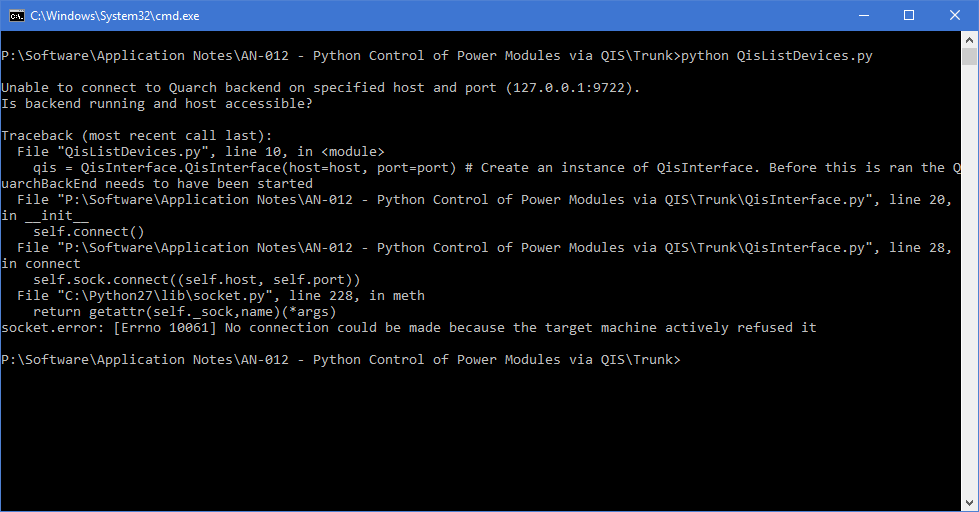 C:\Windows\System32\cmd.exe
P:\Software\Application Notes\AN-012 - Python Control of Power Modules via QIS\Trunk>python QisListDevices.py
Unable to connect to Quarch backend on specified host and port (127.0.0.1:9722).
Is backend running and host accessible?
Traceback (most recent call last):
  File "QisListDevices.py", line 10, in <module>
    qis = QisInterface.QisInterface(host=host, port=port) # Create an instance of QisInterface. Before this is ran the Q
uarchBackEnd needs to have been started
  File "P:\Software\Application Notes\AN-012 - Python Control of Power Modules via QIS\Trunk\QisInterface.py", line 20,
in __init__
    self.connect()
  File "P:\Software\Application Notes\AN-012 - Python Control of Power Modules via QIS\Trunk\QisInterface.py", line 28,
in connect
    self.sock.connect((self.host, self.port))
  File "C:\Python27\lib\socket.py", line 228, in meth
    return getattr(self._sock,name)(*args)
socket.error: [Errno 10061] No connection could be made because the target machine actively refused it
P:\Software\Application Notes\AN-012 - Python Control of Power Modules via QIS\Trunk>